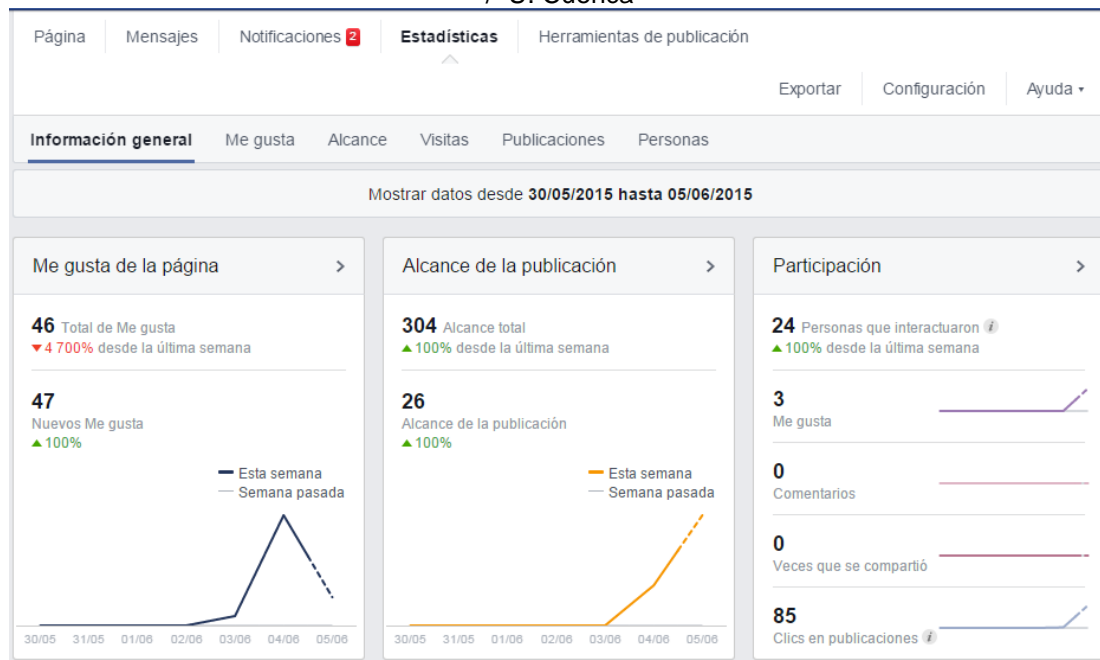 / U. Cuenca
Página Mensajes Notificaciones 2 Estadísticas Herramientas de publicación
Exportar Configuración Ayuda
Información general Me gusta Alcance Visitas Publicaciones Personas
Mostrar datos desde 30/05/2015 hasta 05/06/2015
Me gusta de la página
46 Total de Me gusta
4 700% desde la última semana
47
Nuevos Me gusta
100%
Esta semana
Semana pasada
30/05 31/05 01/06 02/06 03/06 04/06 05/06
Alcance de la publicación
304 Alcance total
100% desde la última semana
26
Alcance de la publicación
100%
Esta semana
Semana pasada
30/05 31/05 01/06 02/06 03/06 04/06 05/06
Participación
24 Personas que interactuaron i
100% desde la última semana
3
Me gusta
0
Comentarios
0
Veces que se compartió
85
Clics en publicaciones i